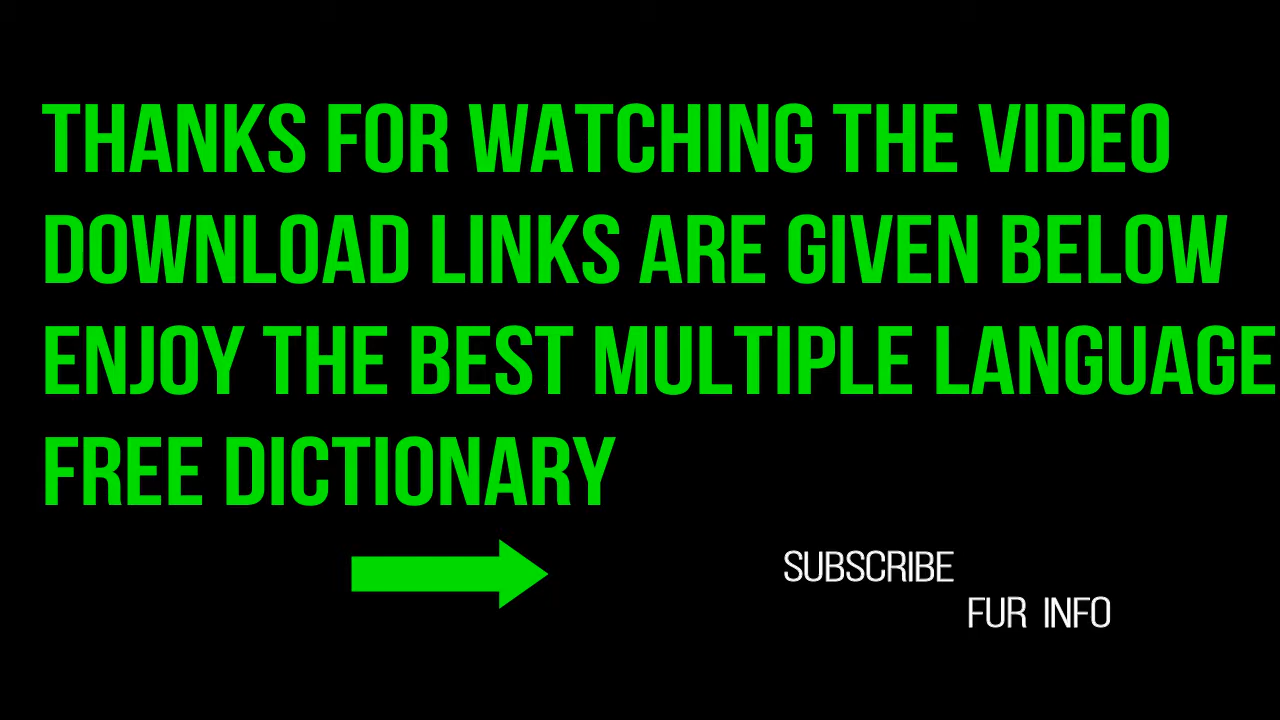 THANKS FOR WATCHING THE VIDEO
DOWNLOAD LINKS ARE GIVEN BELOW
ENJOY THE BEST MULTIPLE LANGUAGE
FREE DICTIONARY
SUBSCRIBE
FUR INFO